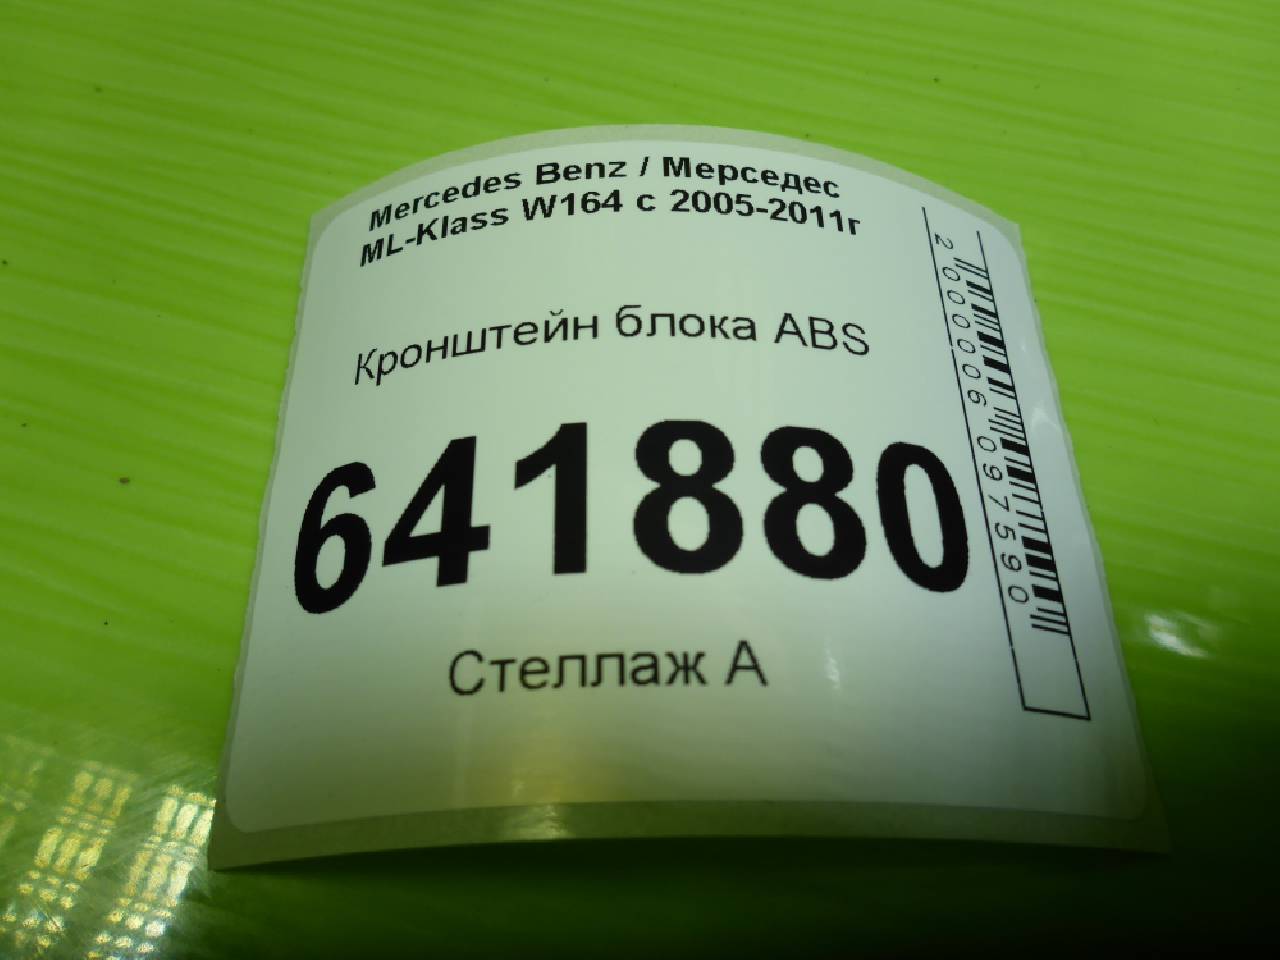 Mercedes Benz / Мерседес
ML-Klass W164 с 2005-2011г
Кронштейн блока ABS
641880
Стеллаж А
2000006097590